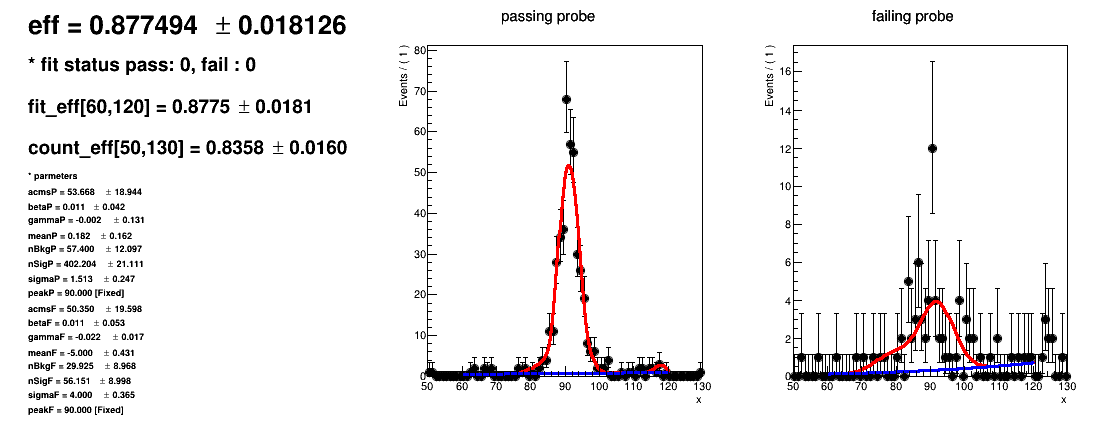 eff = 0.877494 ± 0.018126
* fit status pass: 0, fail : 0
fit_eff[60,120] = 0.8775 ± 0.0181
count_eff[50,130] = 0.8358 ± 0.0160
* parmeters
acmsP = 53.668 ± 18.944
betaP = 0.011 ± 0.042
gammaP = -0.002 ± 0.131
meanP = 0.182 ± 0.162
nBkgP = 57.400 ± 12.097
nSigP = 402.204 ± 21.111
sigmaP = 1.513 ± 0.247
peakP = 90.000 [Fixed]
acmsF = 50.350 ± 19.598
betaF = 0.011 ± 0.053
gammaF = -0.022 ± 0.017
meanF = -5.000 ± 0.431
nBkgF = 29.925 ± 8.968
nSigF = 56.151 ± 8.998
sigmaF = 4.000 ± 0.365
peakF = 90.000 [Fixed]
passing probe
Events / ( 1 )
80
70
60
50
40
30
20
10
0
50 60 70 80 90 100 110 120 130
x
failing probe
Events / ( 1 )
16
14
12
10
8
6
4
2
0
50 60 70 80 90 100 110 120 130
x